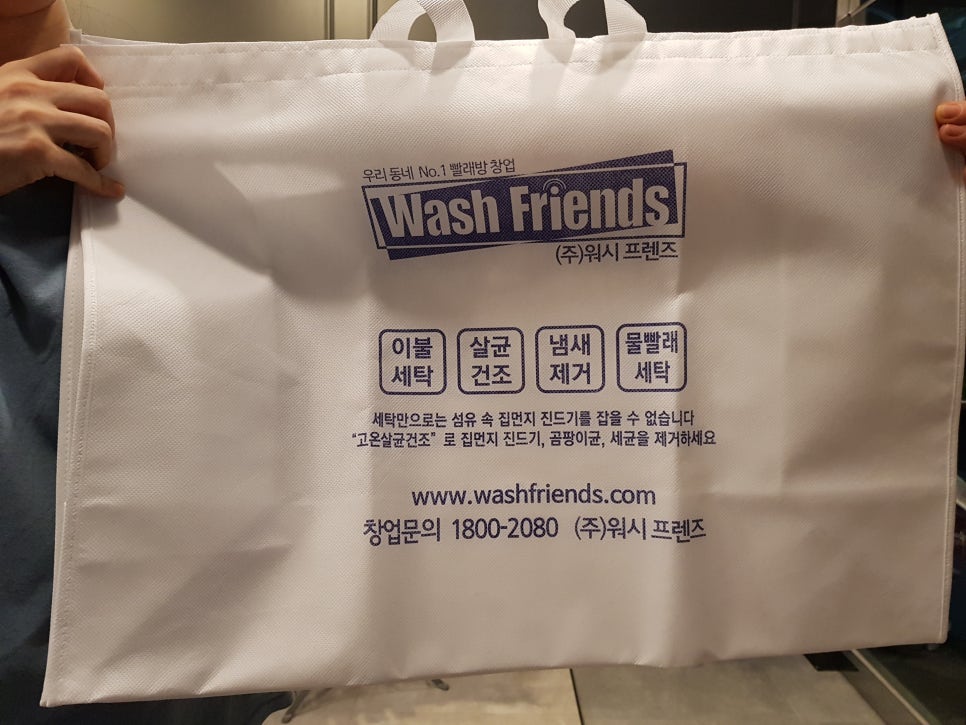 우리 동네 No.1 빨래방 창업
Wash Friends
(주)워시 프렌즈
이불 세탁
살균 건조
냄새 제거
물빨래 세탁
세탁만으로는 섬유 속 집먼지 진드기를 잡을 수 없습니다
“고온살균건조” 로 집먼지 진드기, 곰팡이균, 세균을 제거하세요
www.washfriends.com
창업문의 1800-2080 (주)워시 프렌즈